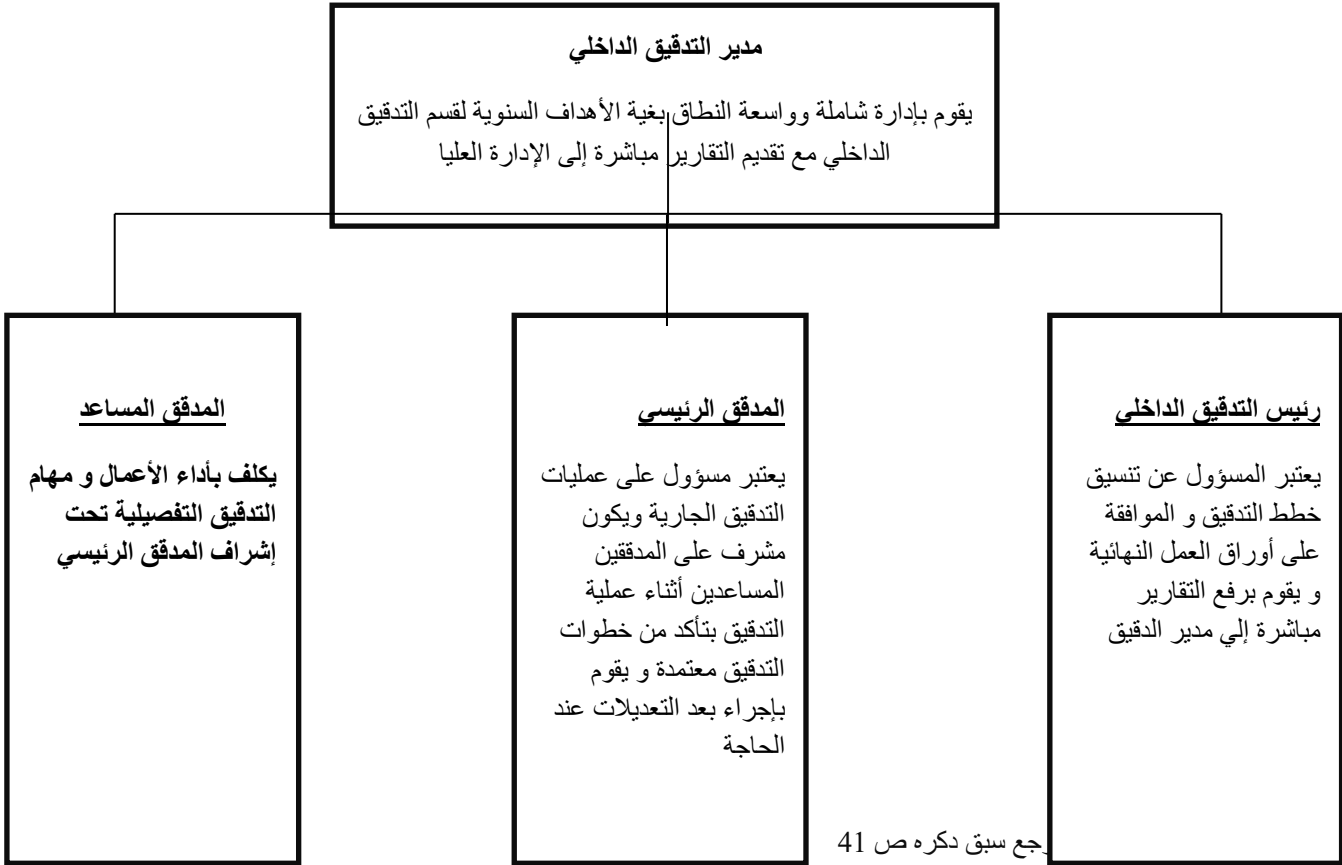 مدير التدقيق الداخلي
يقوم بإدارة شاملة وواسعة النطاق بغية الأهداف السنوية لقسم التدقيق
الداخلي مع تقديم التقارير مباشرة إلى الإدارة العليا
رئيس التدقيق الداخلي
يعتبر المسؤول عن تنسيق
خطط التدقيق و الموافقة
على أوراق العمل النهائية
و يقوم برفع التقارير
مباشرة إلي مدير الدقيق
المدقق الرئيسي
يعتبر مسؤول على عمليات
التدقيق الجارية ويكون
مشرف على المدققين
المساعدين أثناء عملية
التدقيق بتأكد من خطوات
التدقيق معتمدة و يقوم
بإجراء بعد التعديلات عند
الحاجة
المدقق المساعد
يكلف بأداء الأعمال و مهام
التدقيق التفصيلية تحت
إشراف المدقق الرئيسي
سبق دكره ص 41